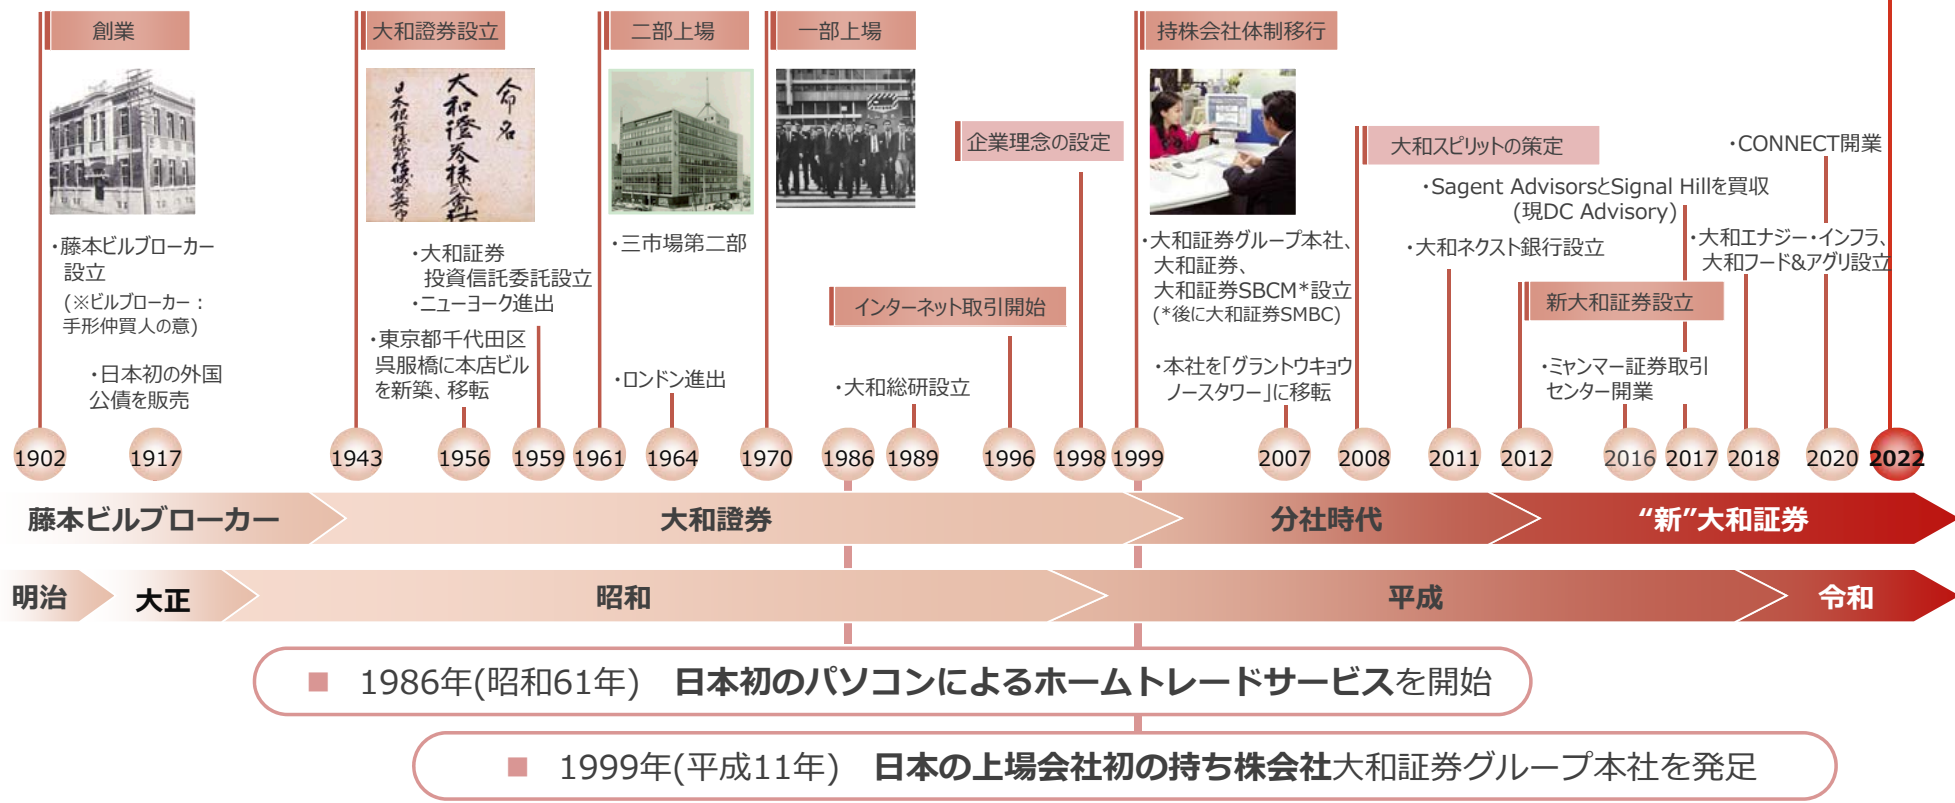 創業
大和證券設立
二部上場
一部上場
持株会社体制移行
命名
大和證券株式会社
企業理念の設定
大和スピリットの策定
・CONNECT開業
・Sagent AdvisorsとSignal Hillを買収
(現DC Advisory)
・藤本ビルブローカー
設立
(※ビルブローカー：
手形仲買人の意)
・日本初の外国
公債を販売
・大和証券
投資信託委託設立
・ニューヨーク進出
・東京都千代田区
呉服橋に本店ビル
を新築、移転
・三市場第二部
・ロンドン進出
インターネット取引開始
・大和総研設立
・大和証券グループ本社、
大和証券、
大和証券SBCM*設立
(*後に大和証券SMBC)
・本社を「グラントウキョウ
ノースタワー」に移転
・大和ネクスト銀行設立
・大和エナジー・インフラ、
大和フード&アグリ設立
新大和証券設立
・ミャンマー証券取引
センター開業
1902 1917 1943 1956 1959 1961 1964 1970 1986 1989 1996 1998 1999 2007 2008 2011 2012 2016 2017 2018 2020 2022
藤本ビルブローカー 大和證券 分社時代 “新”大和証券
明治 大正 昭和 平成 令和
■ 1986年(昭和61年) 日本初のパソコンによるホームトレードサービスを開始
■ 1999年(平成11年) 日本の上場会社初の持ち株会社大和証券グループ本社を発足